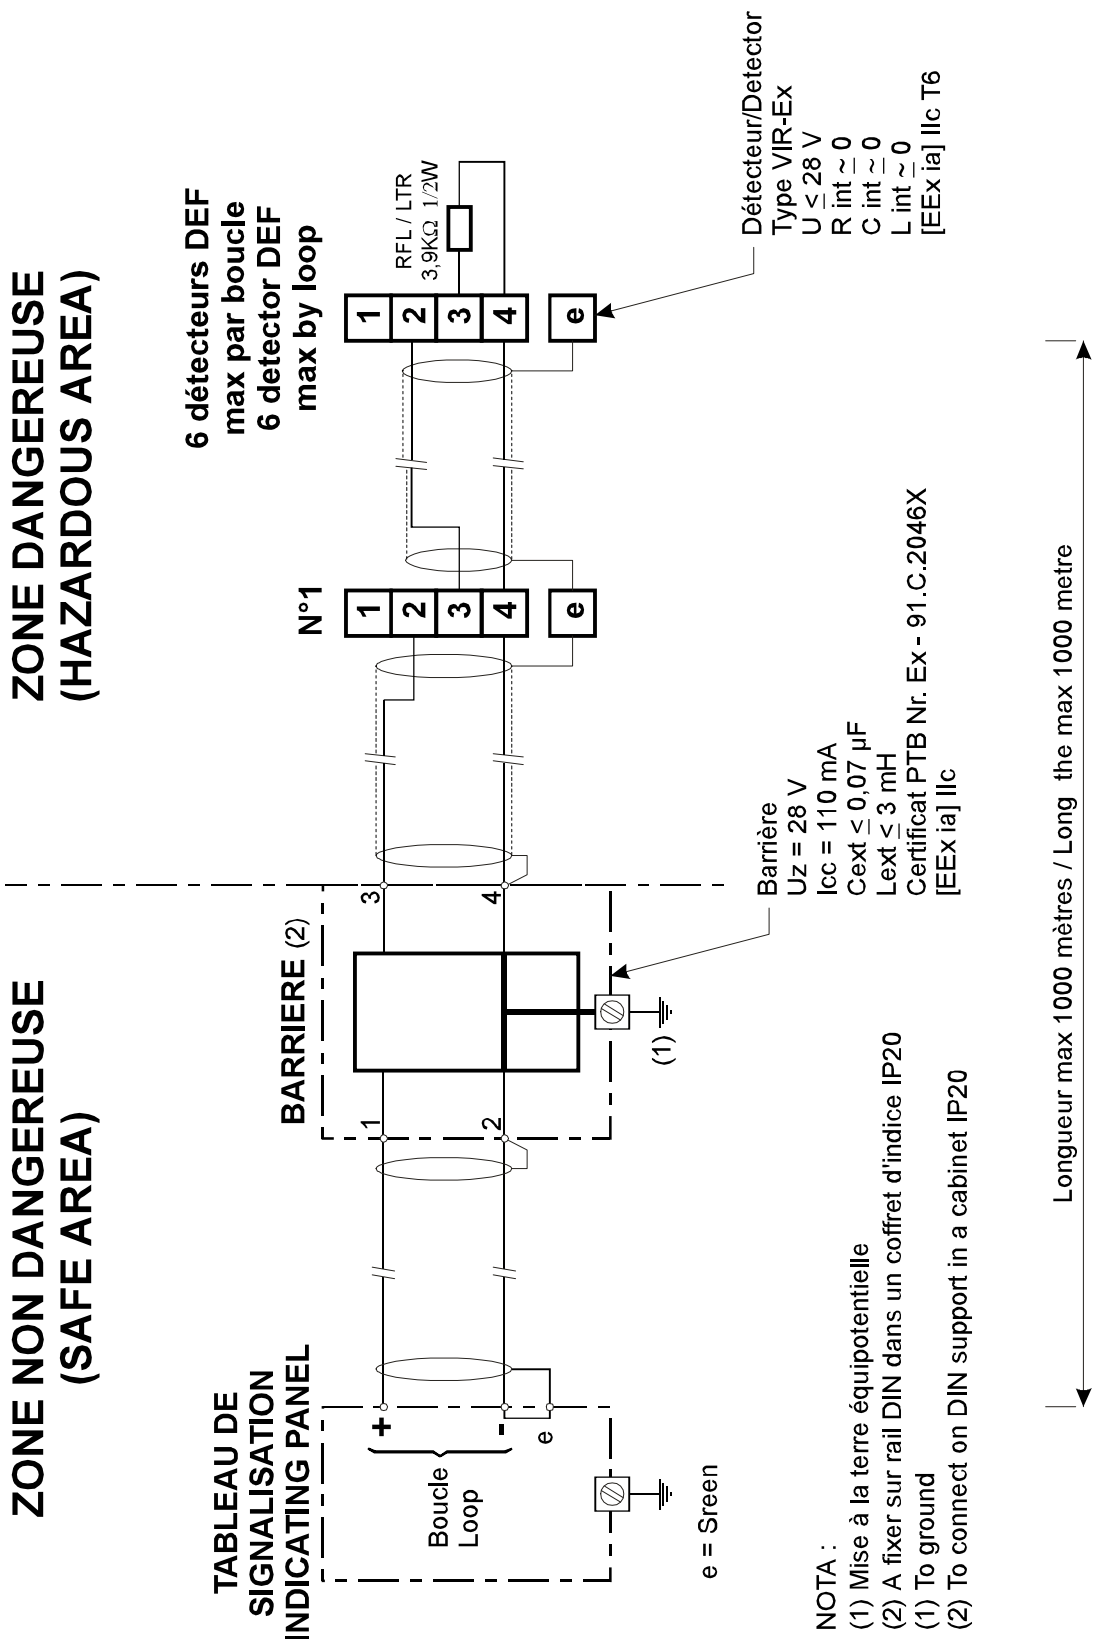 ZONE NON DANGEREUSE
(SAFE AREA)
ZONE DANGEREUSE
(HAZARDOUS AREA)
TABLEAU DE
SIGNALISATION
INDICATING PANEL
+
-
e
Boucle
Loop
e = Sreen
BARRIERE (2)
1
2
3
4
(1)
N°1
1
2
3
4
e
6 détecteurs DEF
max par boucle
6 detector DEF
max by loop
1
2
3
4
e
RFL / LTR
3,9KΩ 1/2W
Détecteur/Detector
Type VIR-Ex
U ≤ 28 V
R int ≃ 0
C int ≃ 0
L int ≃ 0
[EEx ia] IIc T6
Barrière
Uz = 28 V
Icc = 110 mA
Cext ≤ 0,07 µF
Lext ≤ 3 mH
Certificat PTB Nr. Ex - 91.C.2046X
[EEx ia] IIc
NOTA :
(1) Mise à la terre équipotentielle
(2) A fixer sur rail DIN dans un coffret d'indice IP20
(1) To ground
(2) To connect on DIN support in a cabinet IP20
Longueur max 1000 mètres / Long the max 1000 metre